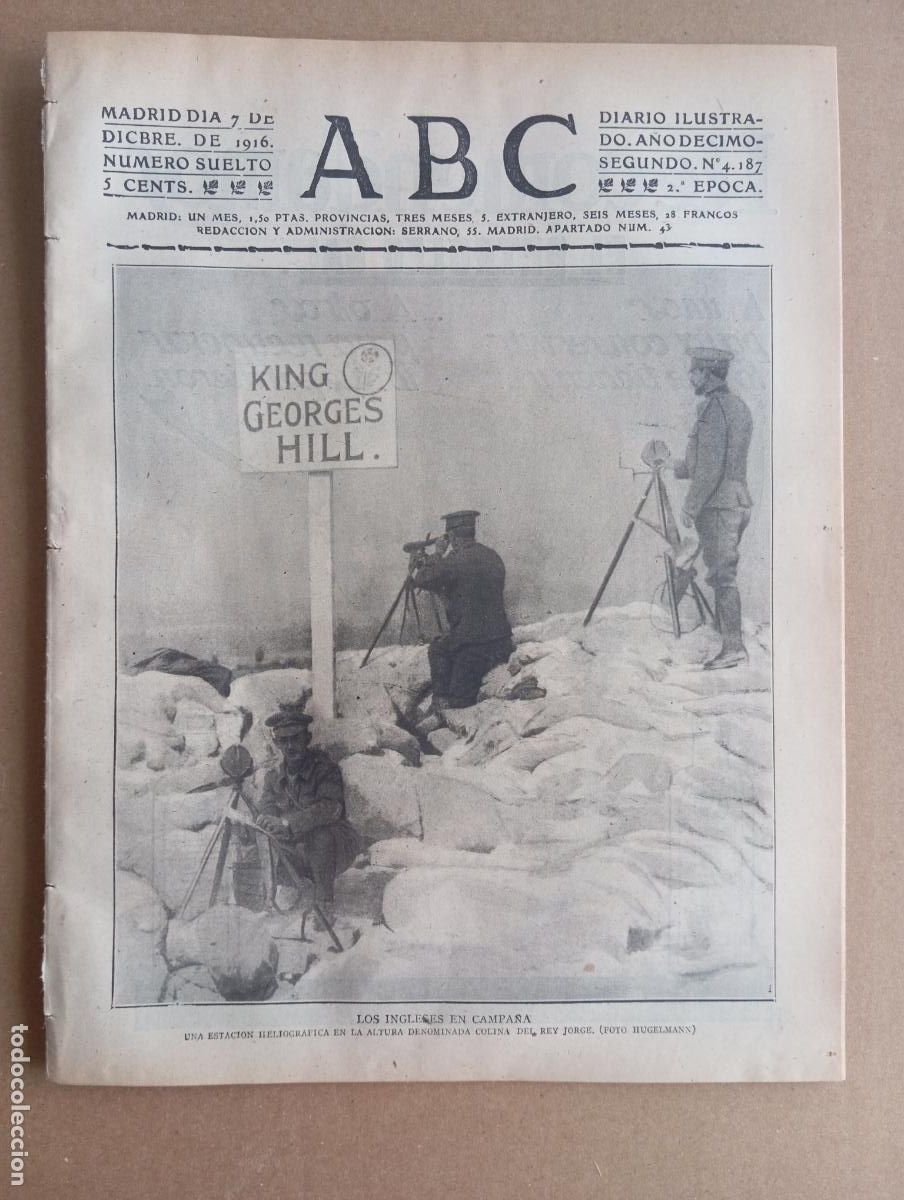 MADRID DIA 7 DE
DICBRE. DE 1916.
NUMERO SUELTO
5 CENTS.
ABC
DIARIO ILUSTRA-
DO. AÑO DECIMO-
SEGUNDO. Nº 4.187
2.ª EPOCA.
MADRID: UN MES, 1,50 PTAS. PROVINCIAS, TRES MESES, 5. EXTRANJERO, SEIS MESES, 28 FRANCOS
REDACCION Y ADMINISTRACION: SERRANO, 55. MADRID. APARTADO NUM. 43
KING
GEORGES
HILL.
LOS INGLESES EN CAMPAÑA
UNA ESTACION HELIOGRAFICA EN LA ALTURA DENOMINADA COLINA DEL REY JORGE. (FOTO HUGELMANN)
todocoleccion